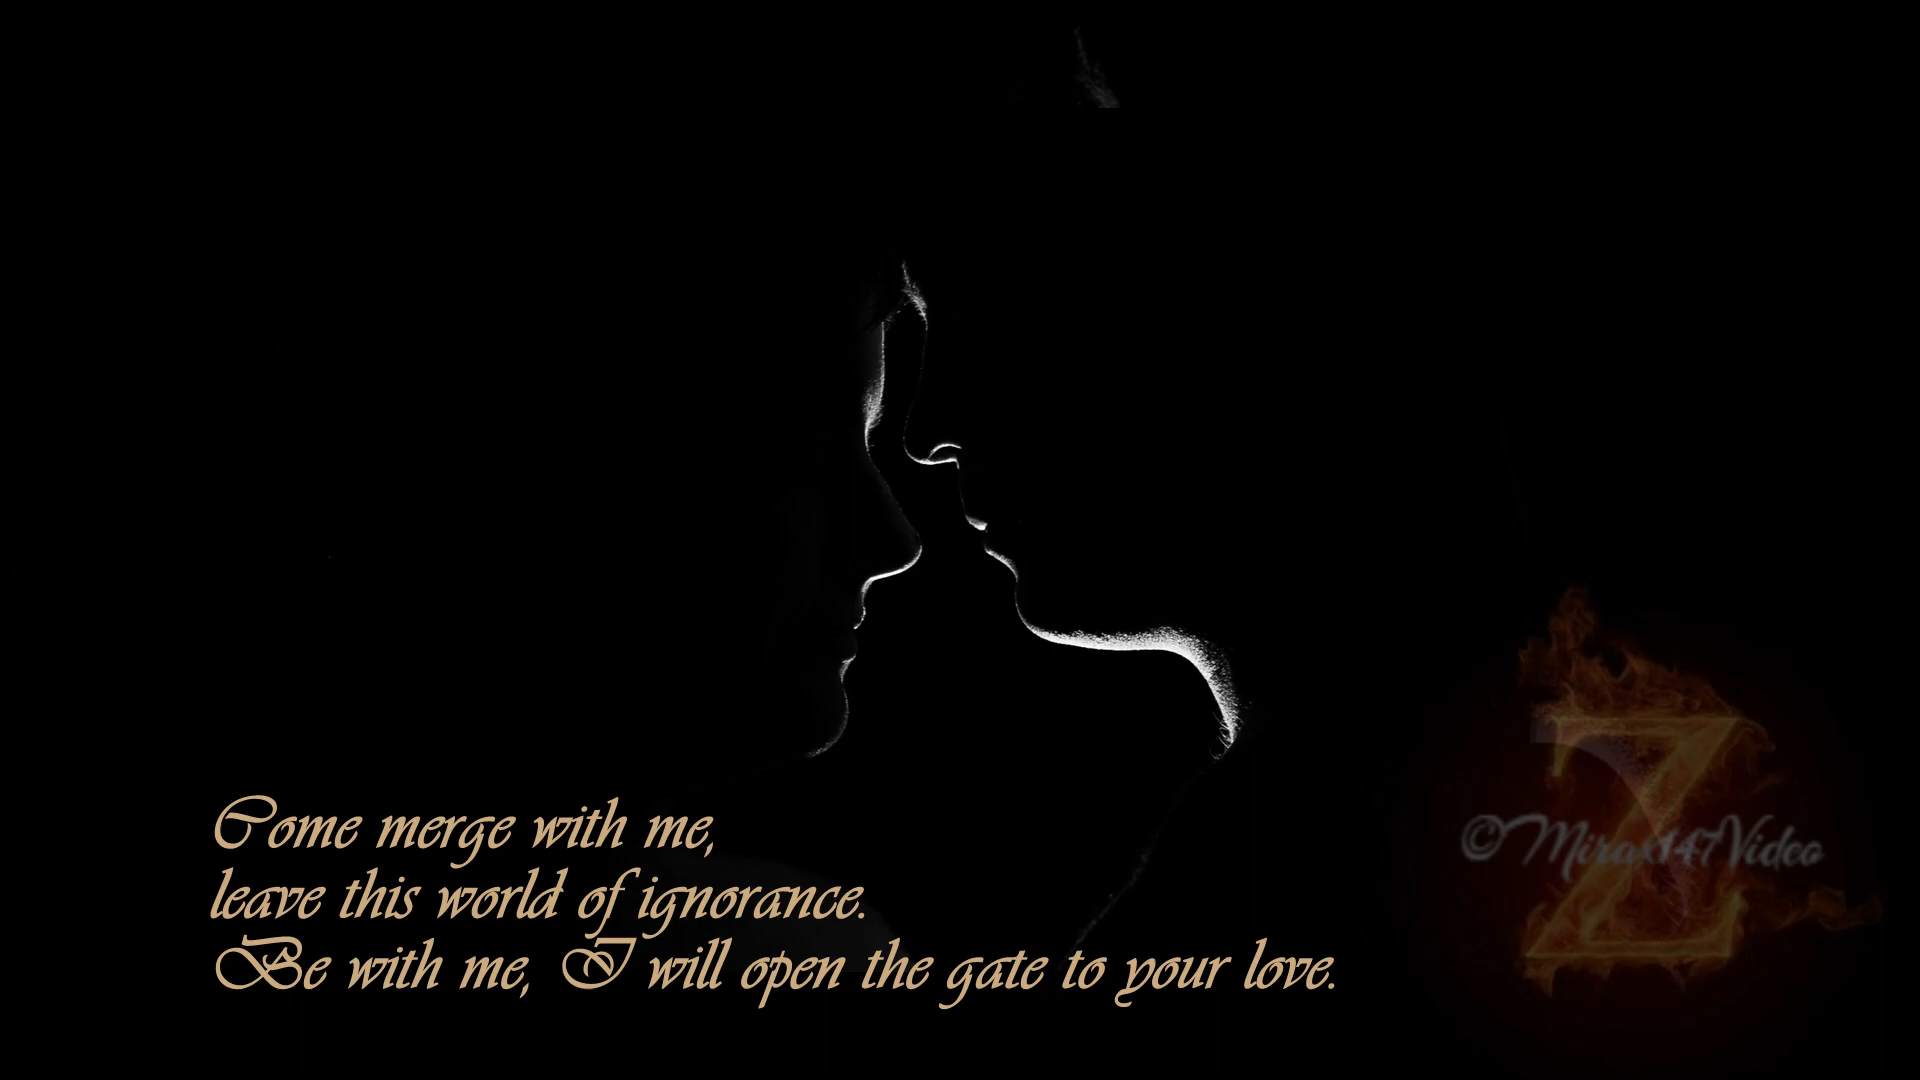 Come merge with me,
leave this world of ignorance.
Be with me, I will open the gate to your love.
Z
©Mirax147Video